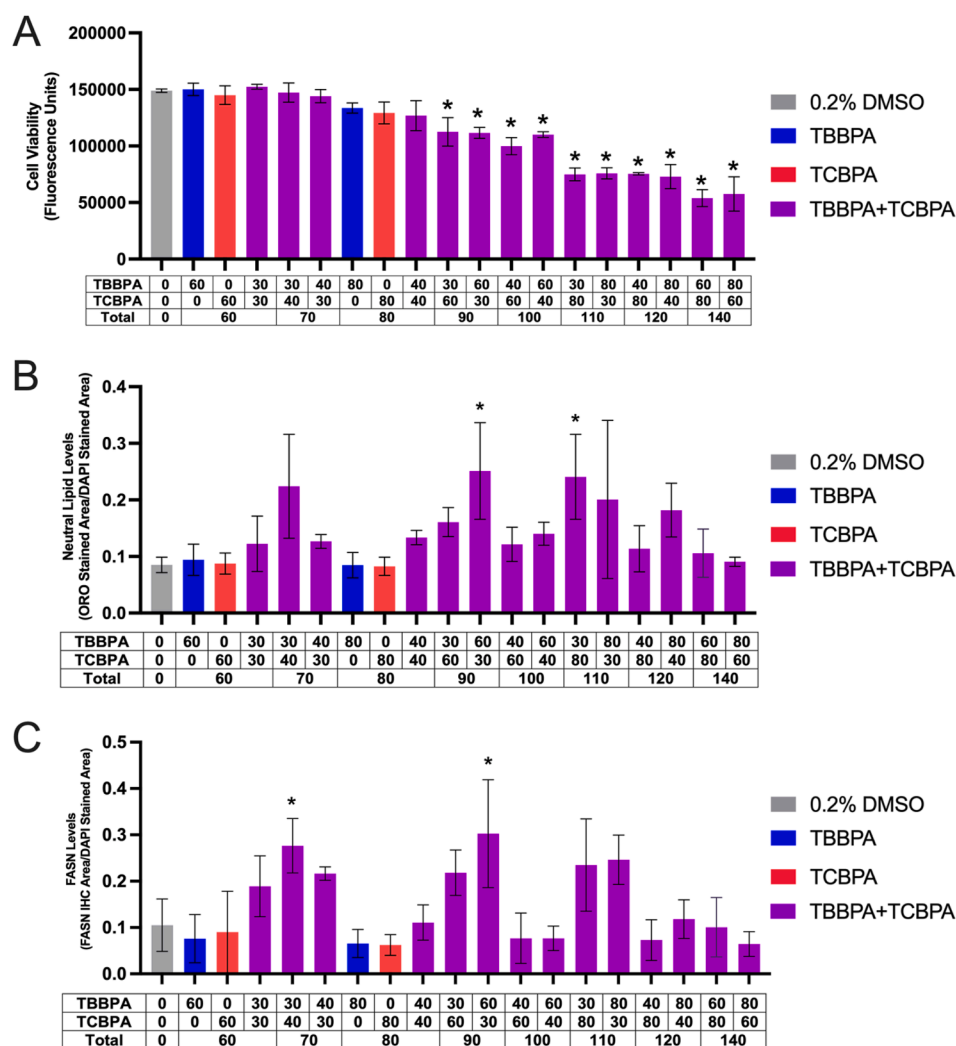 A
Cell Viability
(Fluorescence Units)
200000
150000
100000
50000
0
* * * * * * * * * *
0.2% DMSO
TBBPA
TCBPA
TBBPA+TCBPA
TBBPA 0 60 0 30 30 40 80 0 40 30 60 40 60 30 80 40 80 60 80
TCBPA 0 0 60 30 40 30 0 80 40 60 30 60 40 80 30 80 40 80 60
Total 0 60 70 80 90 100 110 120 140
B
Neutral Lipid Levels
(ORO Stained Area/DAPI Stained Area)
0.4
0.3
0.2
0.1
0.0
* *
0.2% DMSO
TBBPA
TCBPA
TBBPA+TCBPA
TBBPA 0 60 0 30 30 40 80 0 40 30 60 40 60 30 80 40 80 60 80
TCBPA 0 0 60 30 40 30 0 80 40 60 30 60 40 80 30 80 40 80 60
Total 0 60 70 80 90 100 110 120 140
C
FASN Levels
(FASN IHC Area/DAPI Stained Area)
0.5
0.4
0.3
0.2
0.1
0.0
* *
0.2% DMSO
TBBPA
TCBPA
TBBPA+TCBPA
TBBPA 0 60 0 30 30 40 80 0 40 30 60 40 60 30 80 40 80 60 80
TCBPA 0 0 60 30 40 30 0 80 40 60 30 60 40 80 30 80 40 80 60
Total 0 60 70 80 90 100 110 120 140